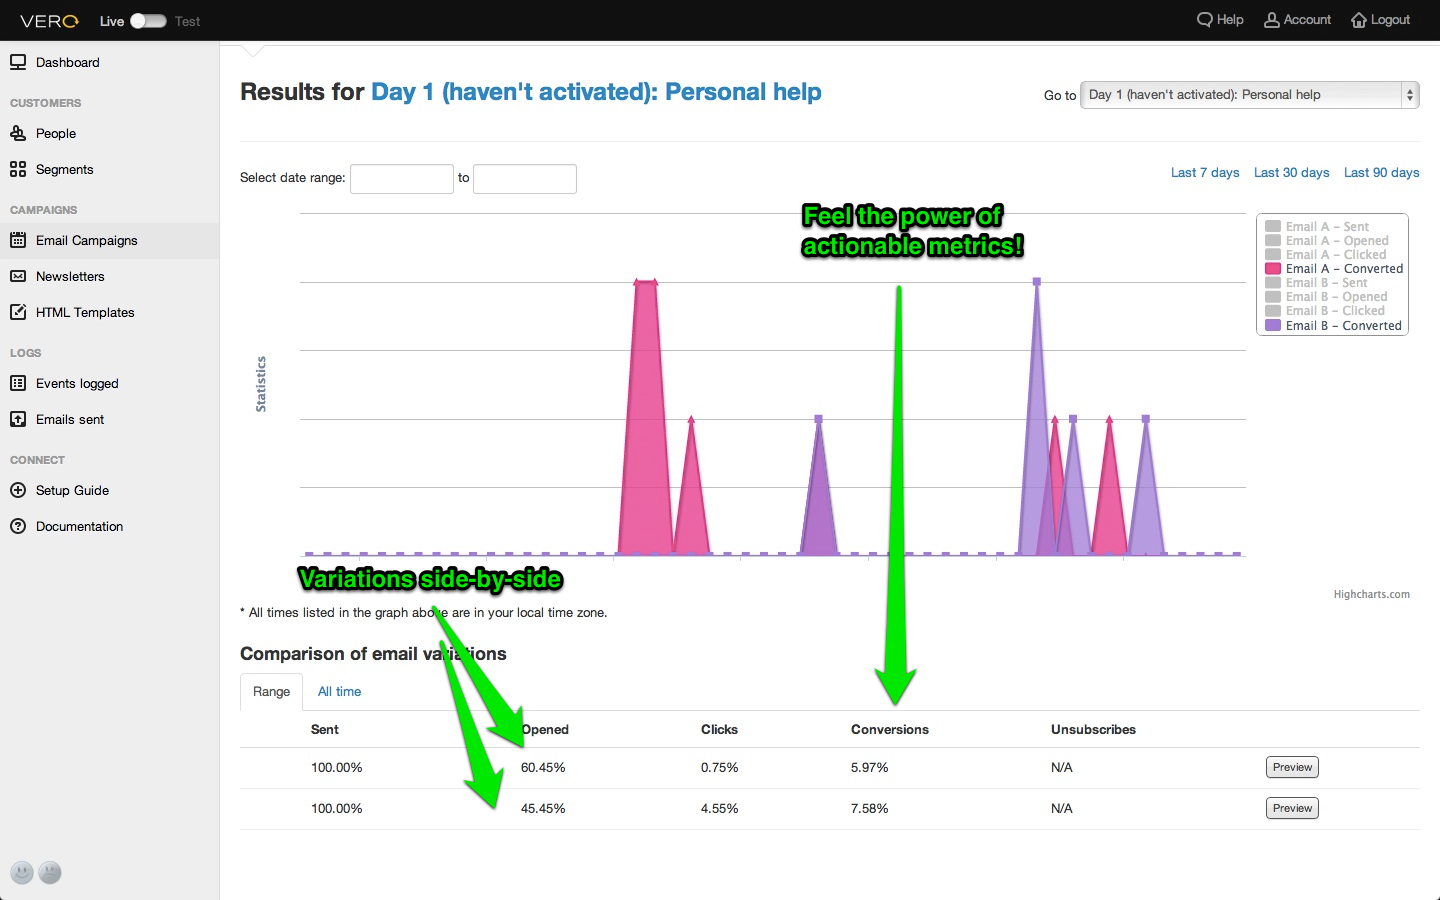 VERO Live Test Help Account Logout
Dashboard
CUSTOMERS
People
Segments
CAMPAIGNS
Email Campaigns
Newsletters
HTML Templates
LOGS
Events logged
Emails sent
CONNECT
Setup Guide
Documentation
Results for Day 1 (haven't activated): Personal help
Go to Day 1 (haven't activated): Personal help
Select date range: to
Last 7 days Last 30 days Last 90 days
Feel the power of
actionable metrics!
Email A – Sent
Email A – Opened
Email A – Clicked
Email A – Converted
Email B – Sent
Email B – Opened
Email B – Clicked
Email B – Converted
Statistics
Variations side-by-side
Highcharts.com
* All times listed in the graph above are in your local time zone.
Comparison of email variations
Range All time
Sent Opened Clicks Conversions Unsubscribes
100.00% 60.45% 0.75% 5.97% N/A Preview
100.00% 45.45% 4.55% 7.58% N/A Preview